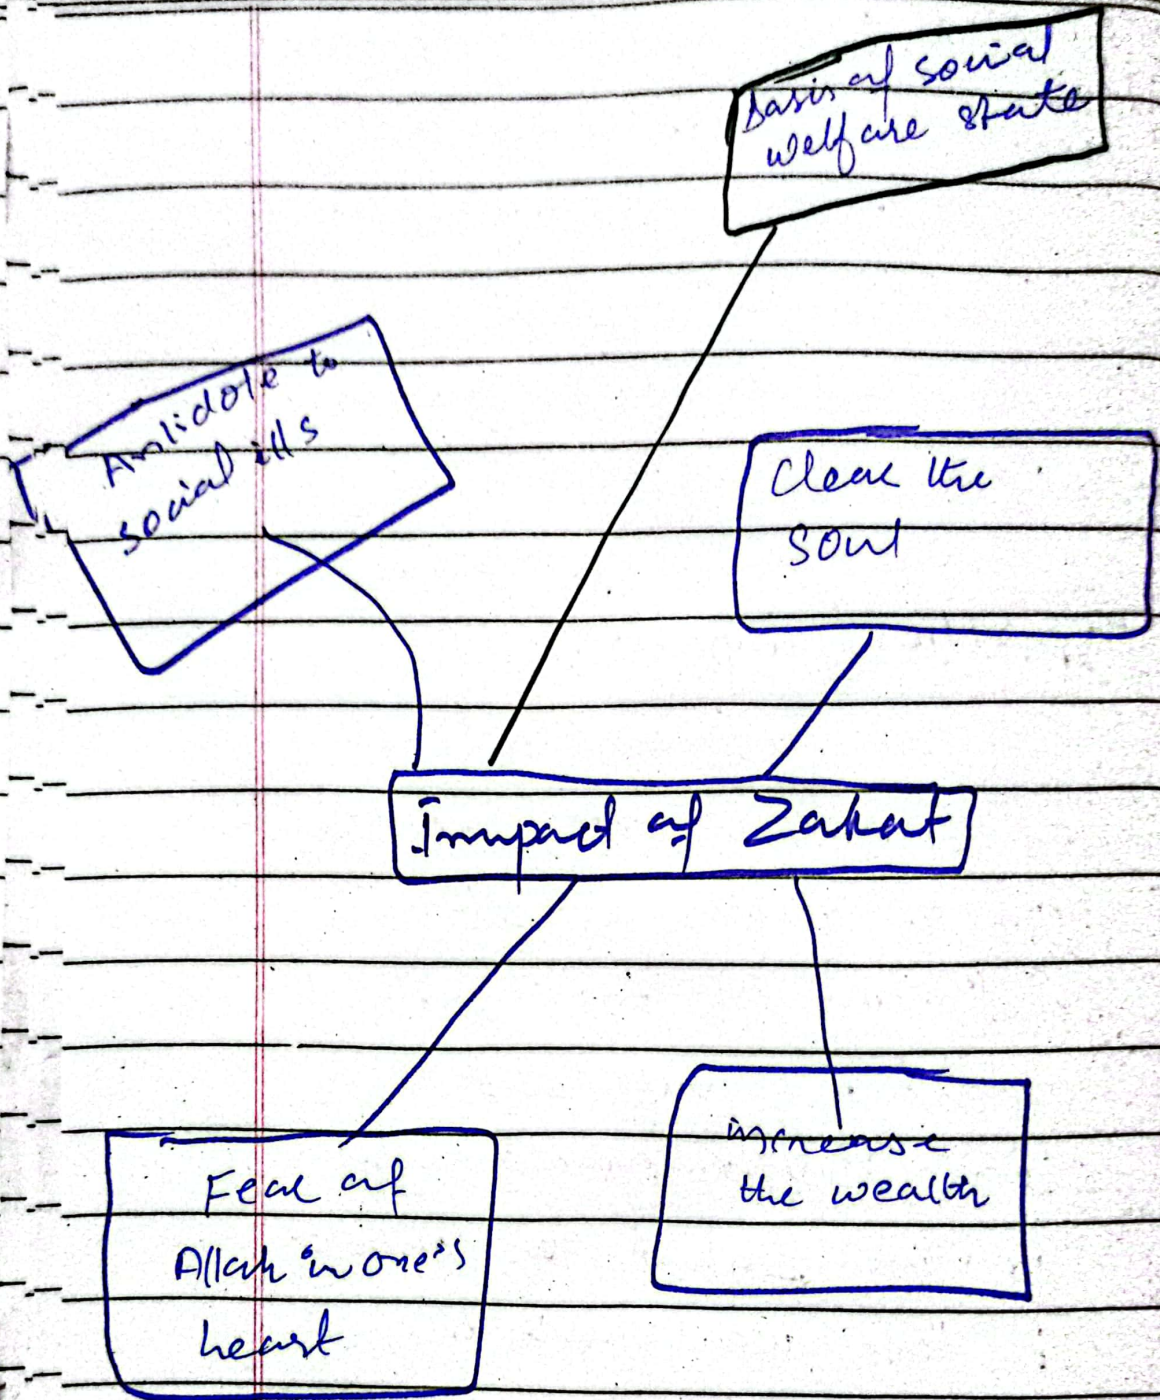 Basis of social
welfare state
Antidote to
social ills
Clean the
soul
Impact of Zakat
Fear of
Allah in one's
heart
increase
the wealth